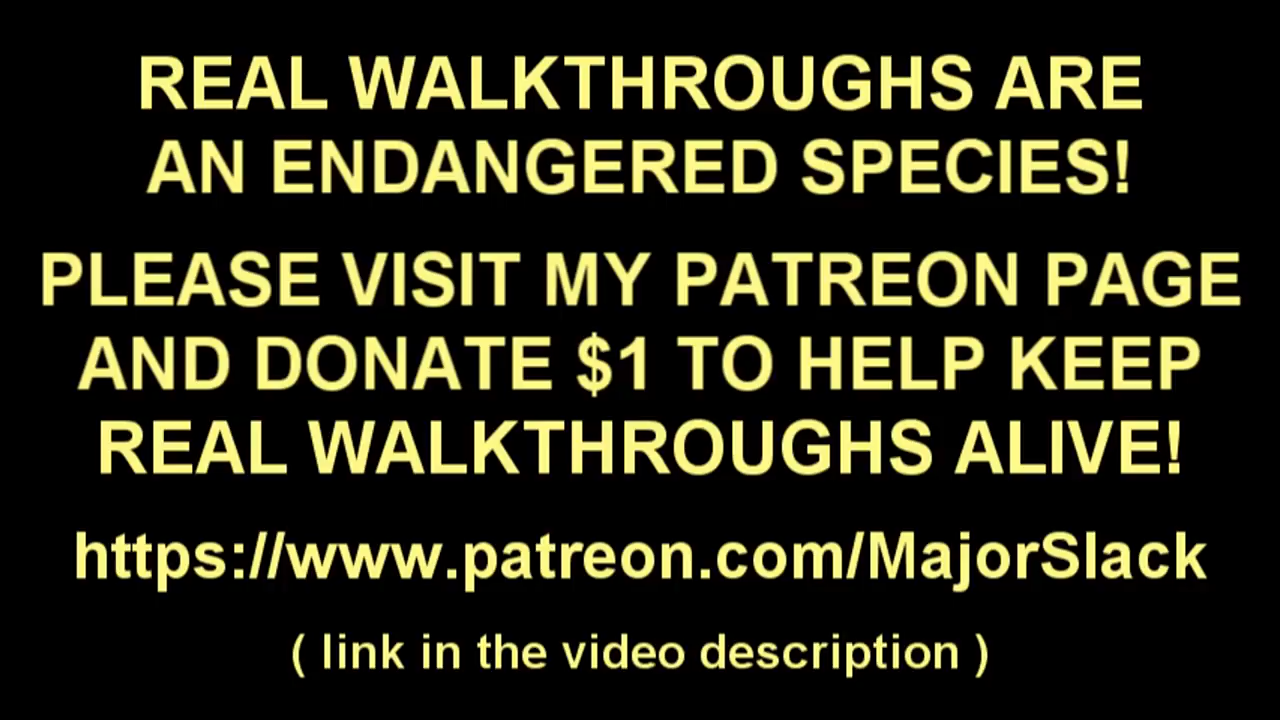 REAL WALKTHROUGHS ARE
AN ENDANGERED SPECIES!
PLEASE VISIT MY PATREON PAGE
AND DONATE $1 TO HELP KEEP
REAL WALKTHROUGHS ALIVE!
https://www.patreon.com/MajorSlack
( link in the video description )